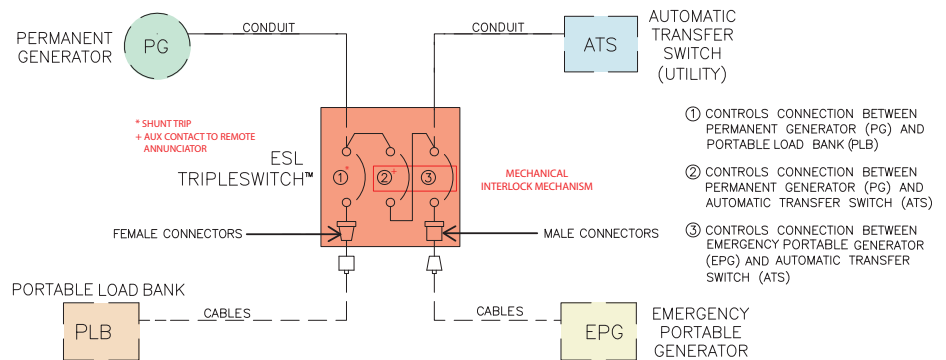 PERMANENT
GENERATOR
PG
CONDUIT
CONDUIT
ATS
AUTOMATIC
TRANSFER
SWITCH
(UTILITY)
* SHUNT TRIP
+ AUX CONTACT TO REMOTE
ANNUNCIATOR
ESL
TRIPLESWITCH™
1*
2+
3
MECHANICAL
INTERLOCK MECHANISM
FEMALE CONNECTORS
MALE CONNECTORS
① CONTROLS CONNECTION BETWEEN
PERMANENT GENERATOR (PG) AND
PORTABLE LOAD BANK (PLB)
② CONTROLS CONNECTION BETWEEN
PERMANENT GENERATOR (PG) AND
AUTOMATIC TRANSFER SWITCH (ATS)
③ CONTROLS CONNECTION BETWEEN
EMERGENCY PORTABLE GENERATOR
(EPG) AND AUTOMATIC TRANSFER
SWITCH (ATS)
PORTABLE LOAD BANK
PLB
CABLES
CABLES
EPG
EMERGENCY
PORTABLE
GENERATOR